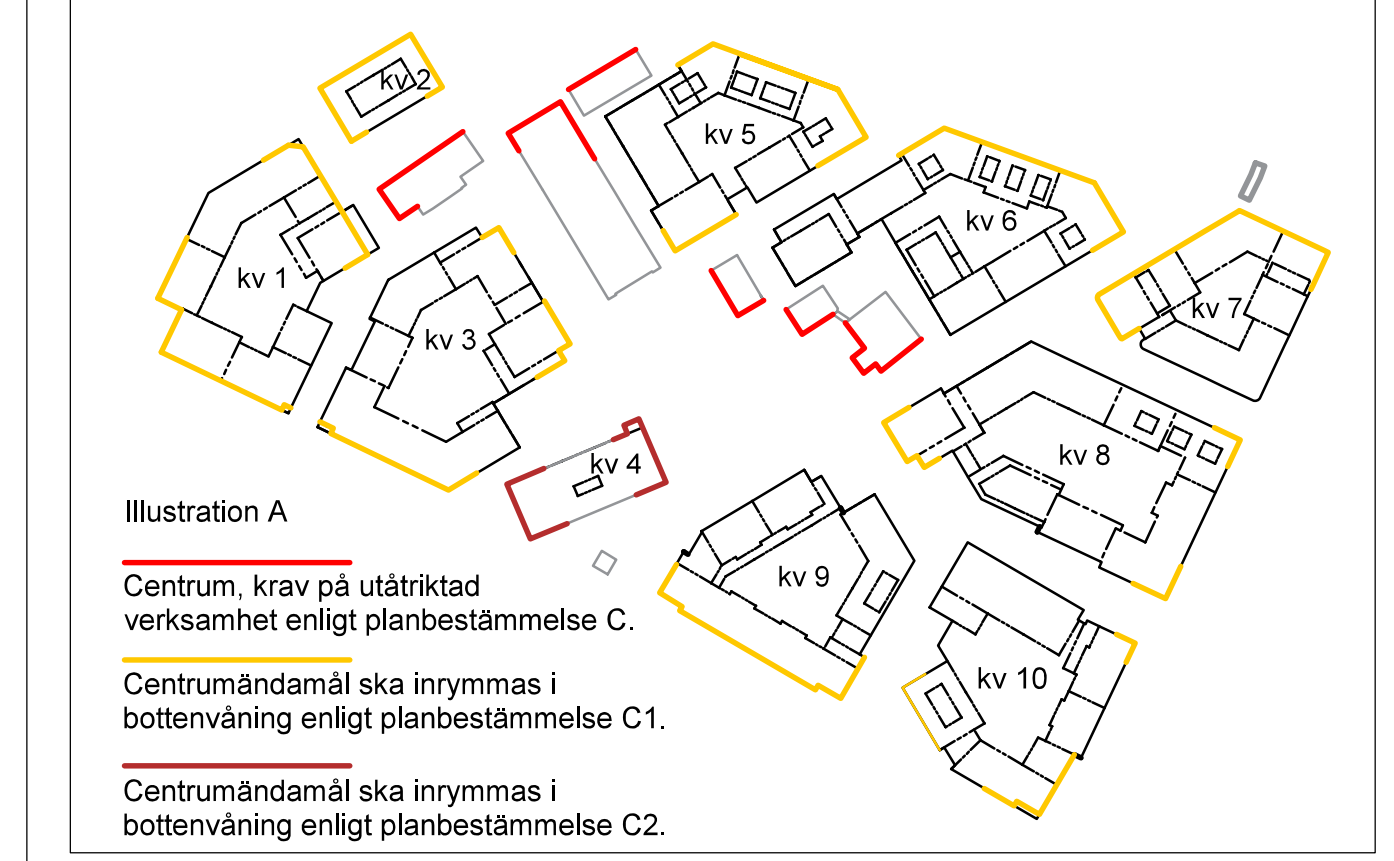 kv 2
kv 5
kv 6
kv 1
kv 7
kv 3
kv 8
kv 4
kv 9
kv 10
Illustration A
Centrum, krav på utåtriktad
verksamhet enligt planbestämmelse C.
Centrumändamål ska inrymmas i
bottenvåning enligt planbestämmelse C1.
Centrumändamål ska inrymmas i
bottenvåning enligt planbestämmelse C2.